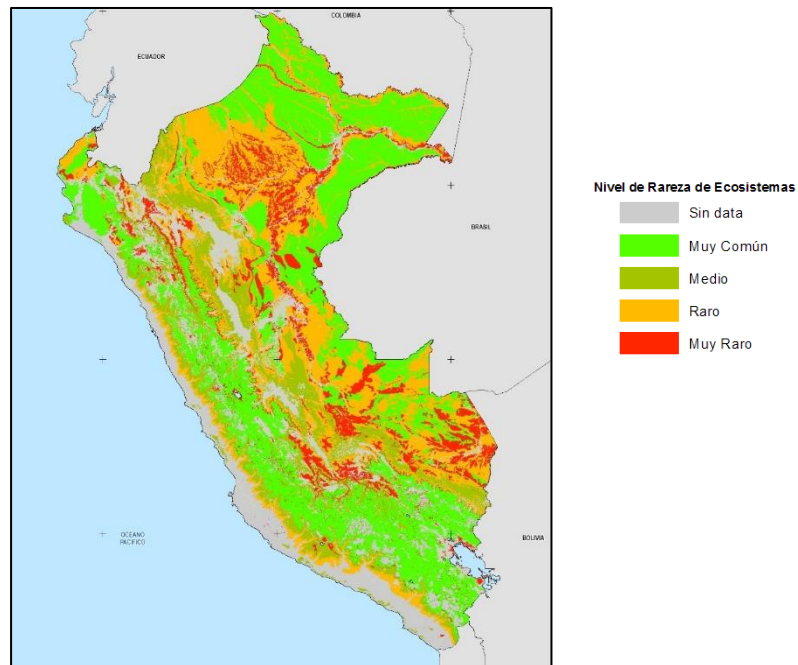 COLOMBIA
ECUADOR
BRASIL
OCEANO
PACIFICO
BOLIVIA
Nivel de Rareza de Ecosistemas
Sin data
Muy Común
Medio
Raro
Muy Raro